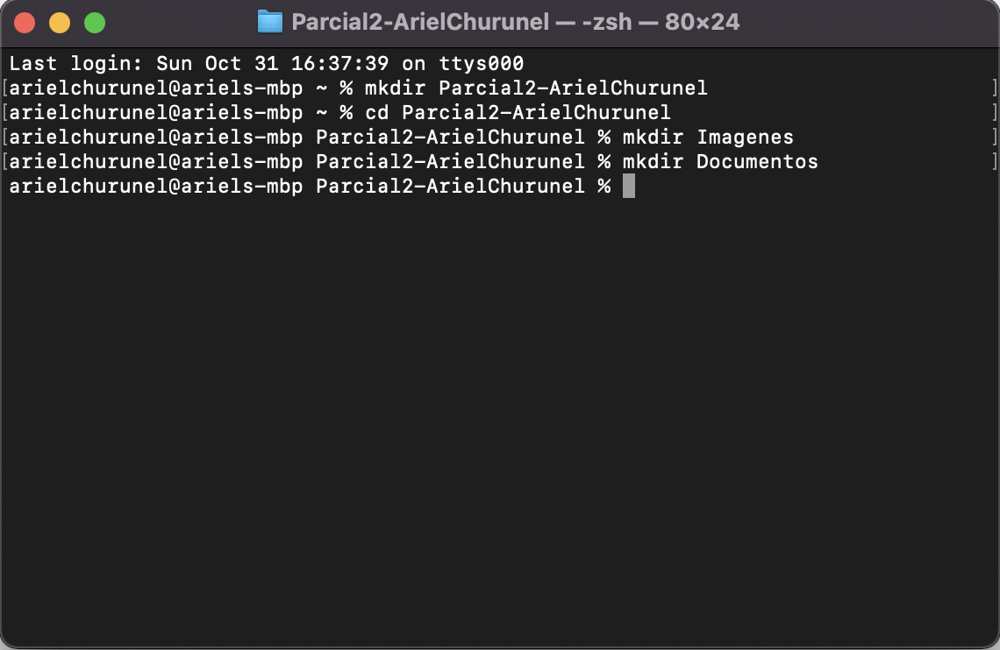 Parcial2-ArielChurunel — -zsh — 80×24
Last login: Sun Oct 31 16:37:39 on ttys000
[arielchurunel@ariels-mbp ~ % mkdir Parcial2-ArielChurunel ]
[arielchurunel@ariels-mbp ~ % cd Parcial2-ArielChurunel ]
[arielchurunel@ariels-mbp Parcial2-ArielChurunel % mkdir Imagenes ]
[arielchurunel@ariels-mbp Parcial2-ArielChurunel % mkdir Documentos ]
arielchurunel@ariels-mbp Parcial2-ArielChurunel %